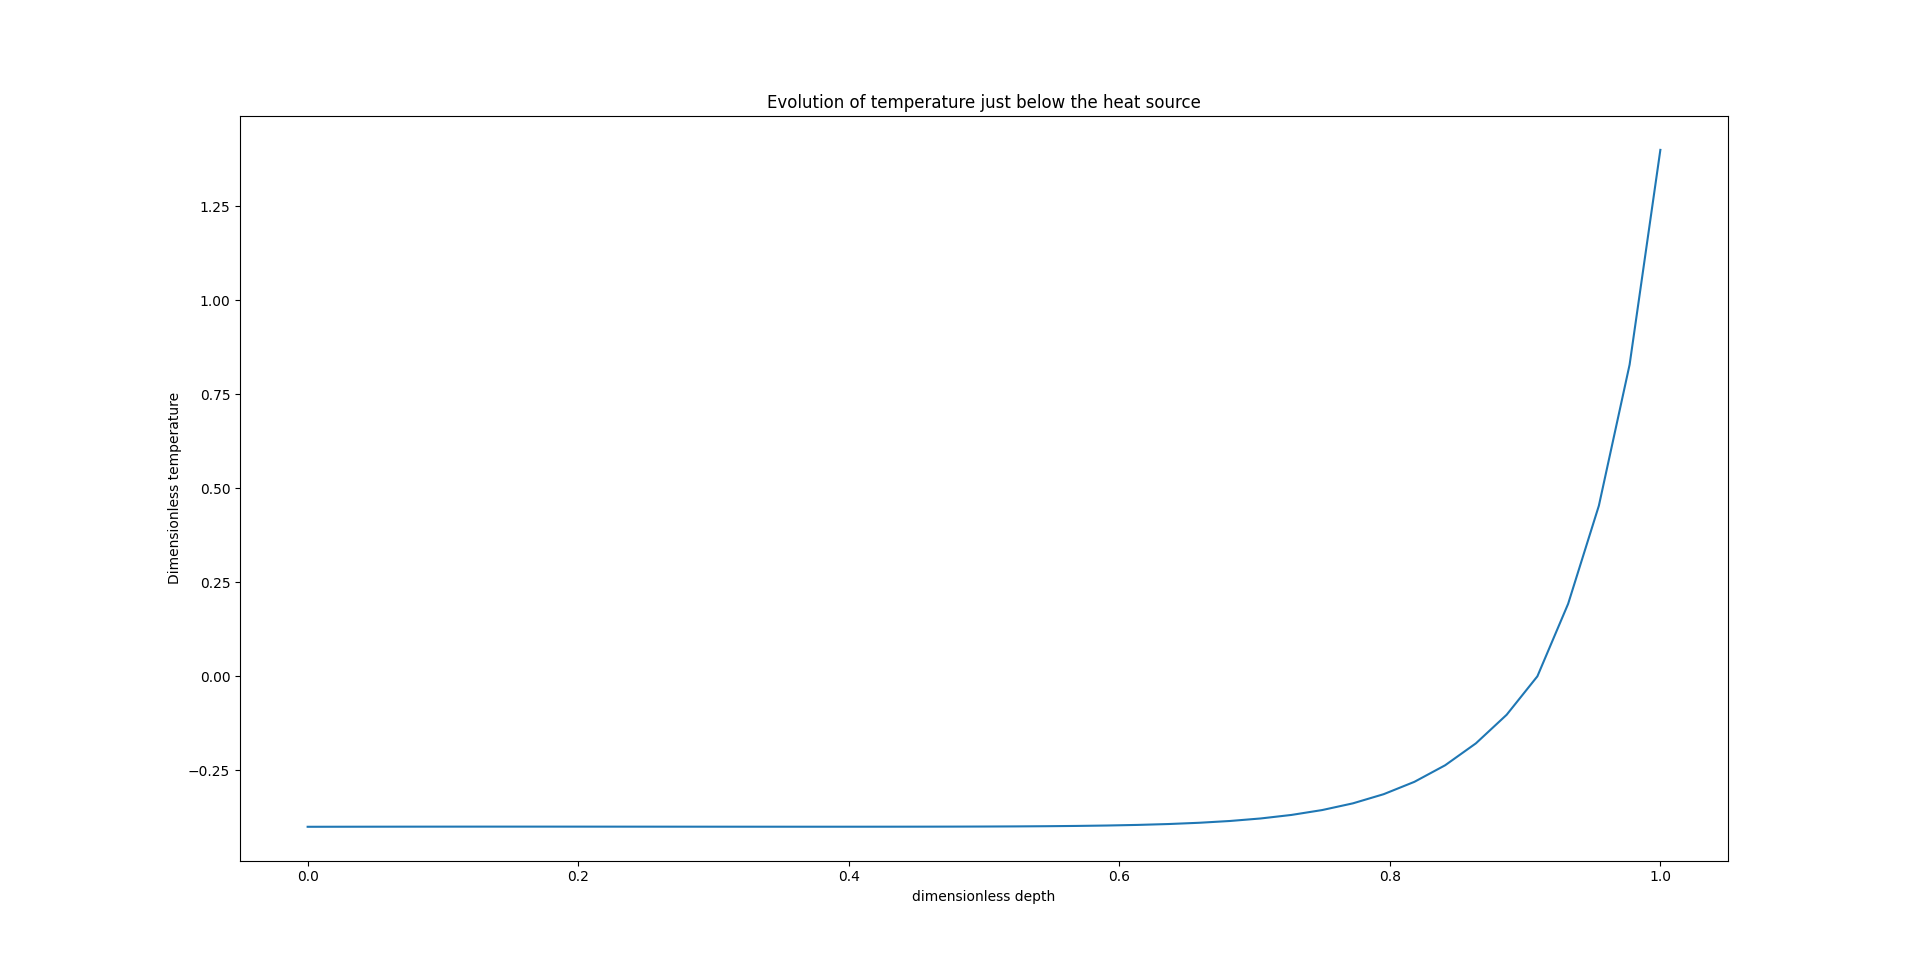 Evolution of temperature just below the heat source
1.25
1.00
0.75
0.50
0.25
0.00
−0.25
Dimensionless temperature
0.0 0.2 0.4 0.6 0.8 1.0
dimensionless depth